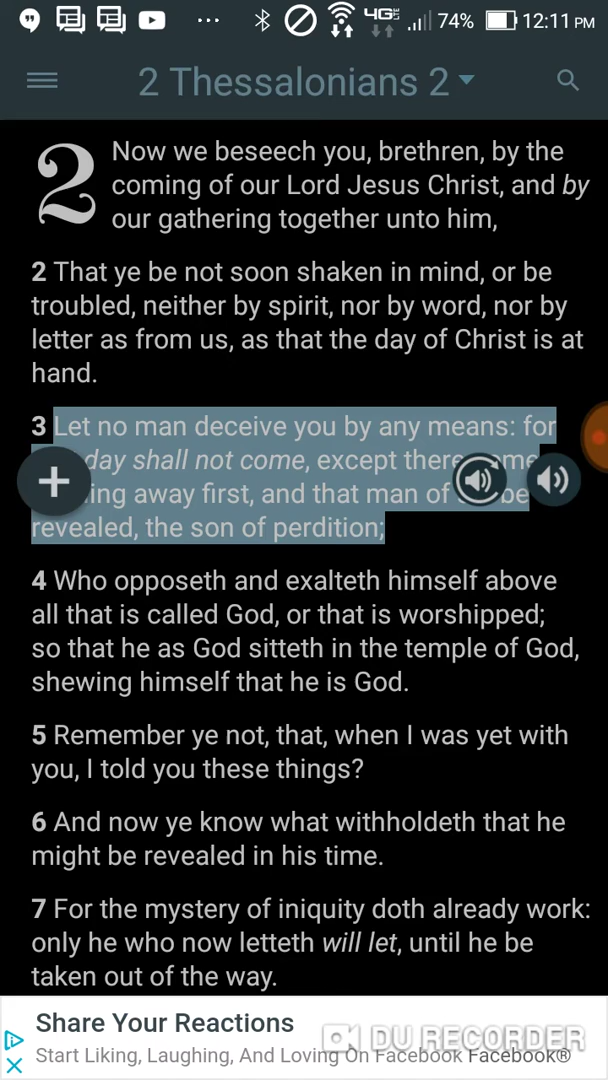 4G 74% 12:11 PM
2 Thessalonians 2
2 Now we beseech you, brethren, by the
coming of our Lord Jesus Christ, and by
our gathering together unto him,
2 That ye be not soon shaken in mind, or be
troubled, neither by spirit, nor by word, nor by
letter as from us, as that the day of Christ is at
hand.
3 Let no man deceive you by any means: for
day shall not come, except there
away first, and that man of be
revealed, the son of perdition;
4 Who opposeth and exalteth himself above
all that is called God, or that is worshipped;
so that he as God sitteth in the temple of God,
shewing himself that he is God.
5 Remember ye not, that, when I was yet with
you, I told you these things?
6 And now ye know what withholdeth that he
might be revealed in his time.
7 For the mystery of iniquity doth already work:
only he who now letteth will let, until he be
taken out of the way.
Share Your Reactions
DU RECORDER
Start Liking, Laughing, And Loving On Facebook Facebook®